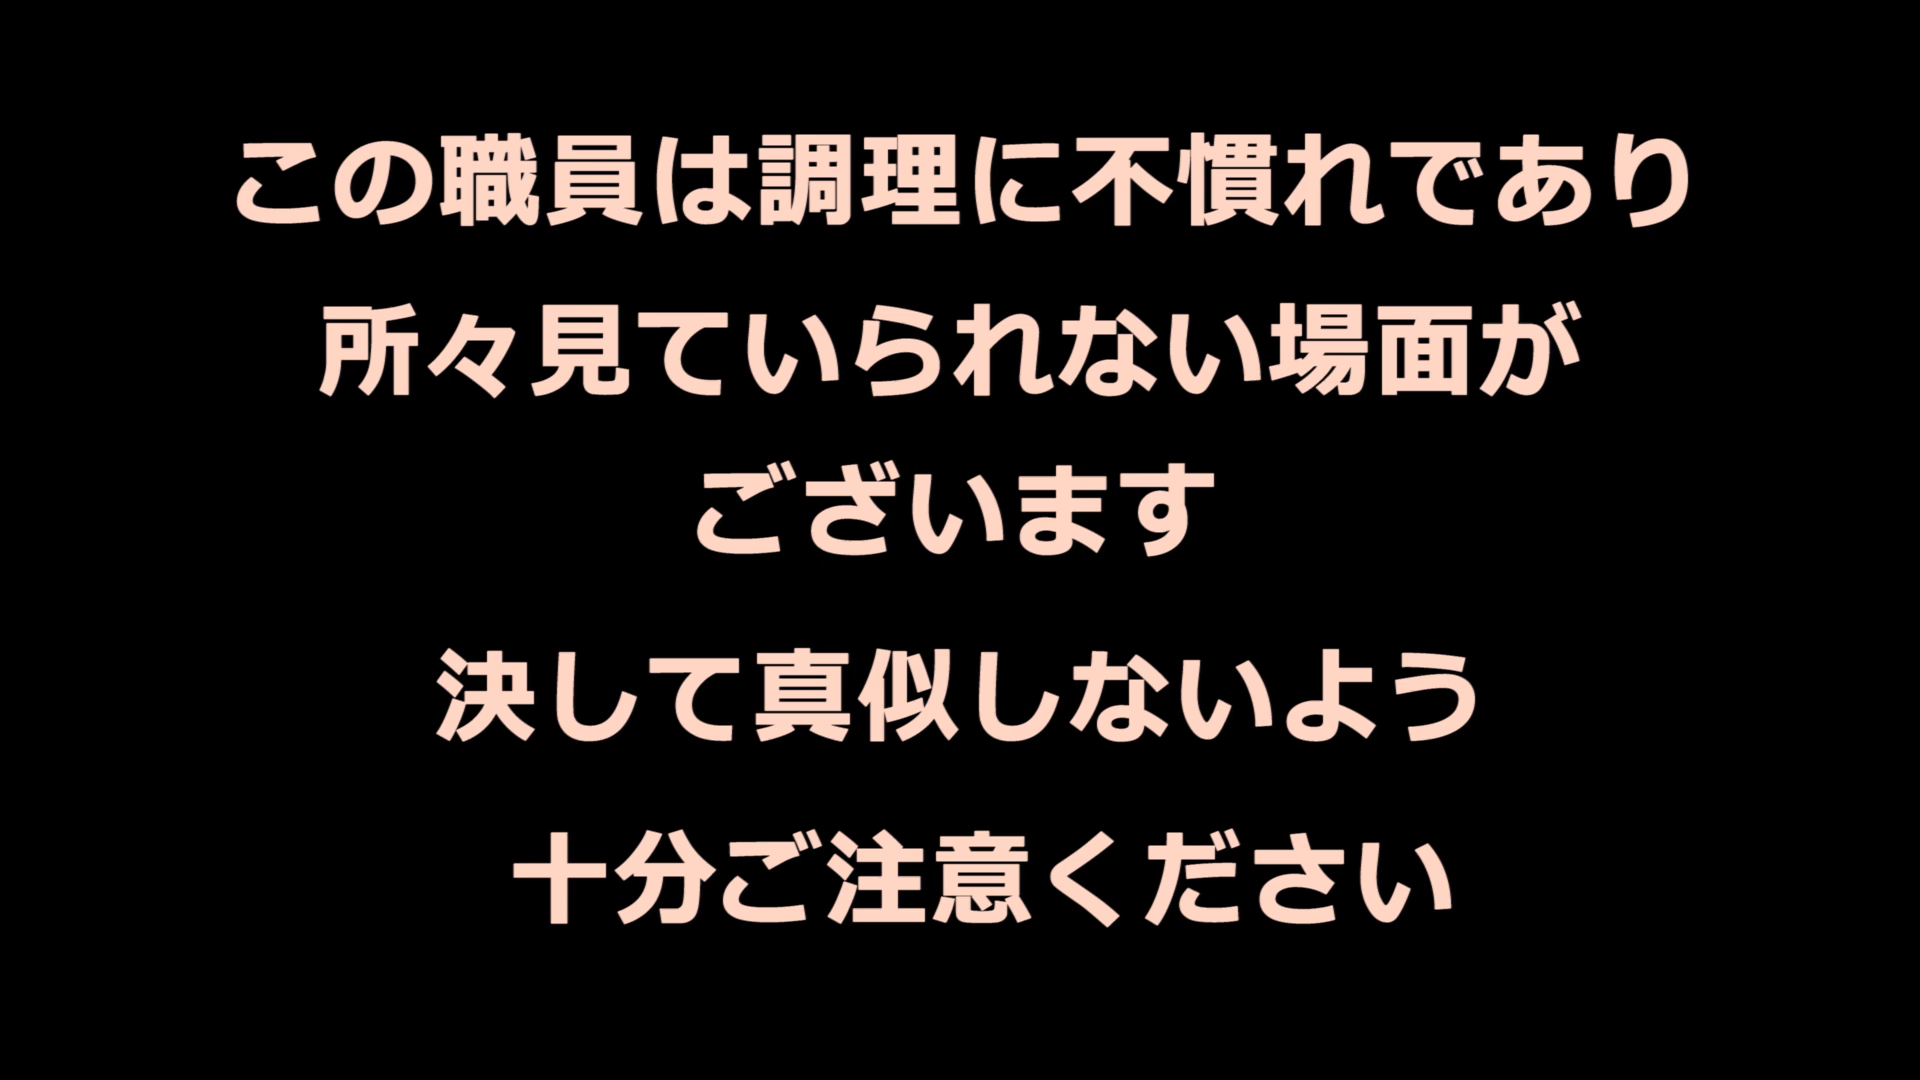 この職員は調理に不慣れであり
所々見ていられない場面が
ございます
決して真似しないよう
十分ご注意ください